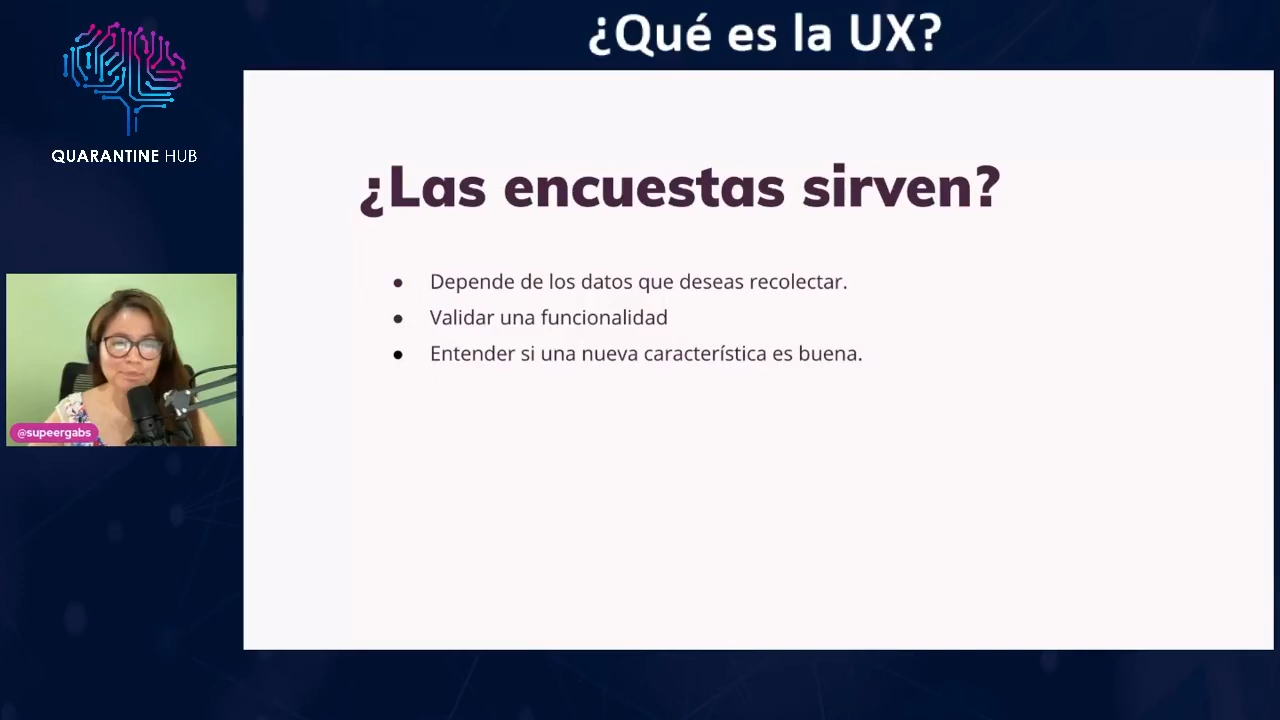 ¿Qué es la UX?
QUARANTINE HUB
¿Las encuestas sirven?
● Depende de los datos que deseas recolectar.
● Validar una funcionalidad
● Entender si una nueva característica es buena.
@supeergabs